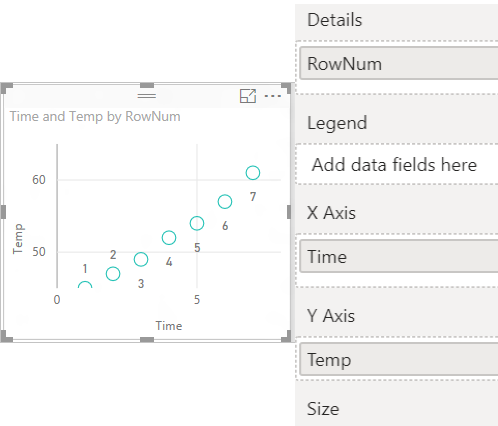 Time and Temp by RowNum
60
50
Temp
1
2
3
4
5
6
7
0
5
Time
Details
RowNum
Legend
Add data fields here
X Axis
Time
Y Axis
Temp
Size